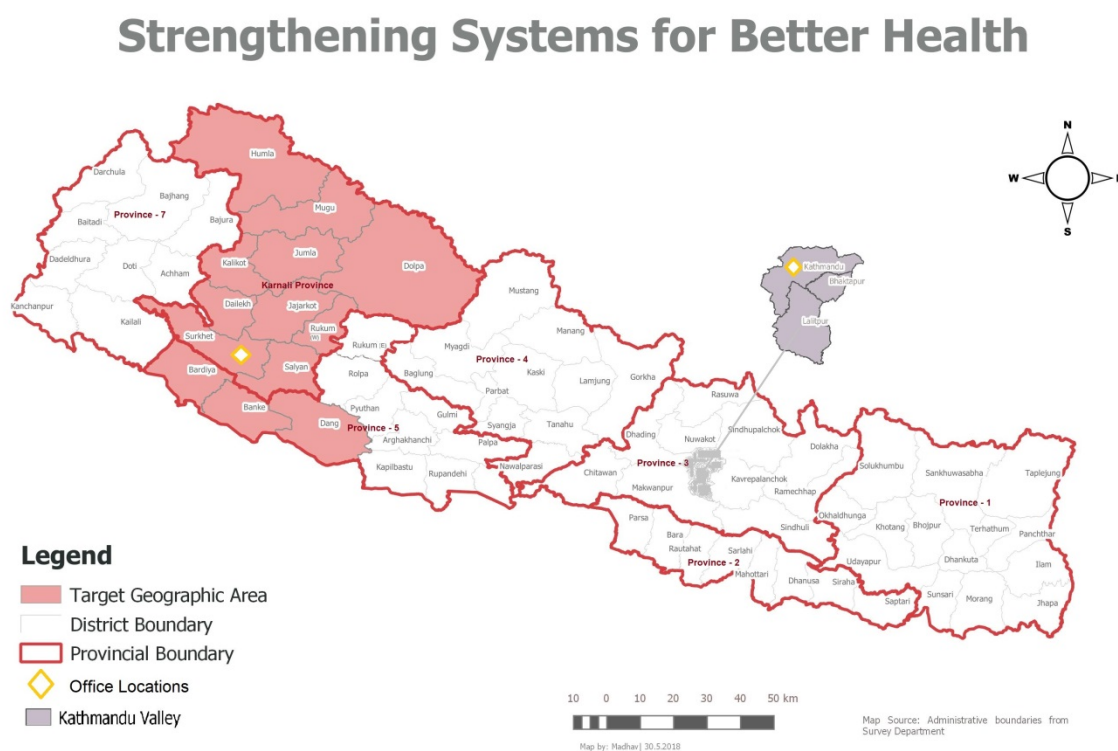 Strengthening Systems for Better Health
N
W
E
S
Humla
Darchula
Bajhang
Mugu
Baitadi
Province - 7
Bajura
Jumla
Kalikot
Dolpa
Dadeldhura
Doti
Achham
Karnali Province
Kanchanpur
Dailekh
Jajarkot
Kailali
Rukum
(W)
Surkhet
Rukum (E)
Salyan
Bardiya
Rolpa
Banke
Dang
Pyuthan
Province - 5
Gulmi
Arghakhanchi
Palpa
Kapilbastu
Rupandehi
Nawalparasi
Mustang
Manang
Myagdi
Province - 4
Baglung
Kaski
Lamjung
Gorkha
Parbat
Syangja
Tanahu
Kathmandu
Bhaktapur
Lalitpur
Rasuwa
Dhading
Nuwakot
Sindhupalchok
Dolakha
Chitawan
Province - 3
Kavrepalanchok
Makwanpur
Ramechhap
Sindhuli
Parsa
Bara
Rautahat
Sarlahi
Province - 2
Mahottari
Dhanusa
Siraha
Saptari
Solukhumbu
Sankhuwasabha
Taplejung
Province - 1
Okhaldhunga
Khotang
Bhojpur
Terhathum
Panchthar
Udayapur
Dhankuta
Ilam
Sunsari
Morang
Jhapa
Legend
Target Geographic Area
District Boundary
Provincial Boundary
Office Locations
Kathmandu Valley
10 0 10 20 30 40 50 km
Map by: Madhav| 30.5.2018
Map Source: Administrative boundaries from
Survey Department